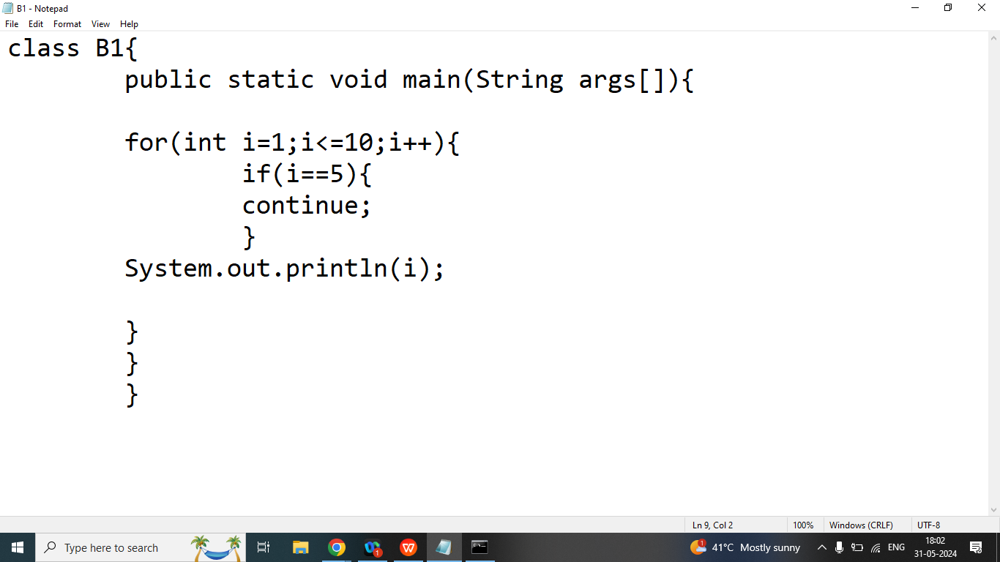 B1 - Notepad
File Edit Format View Help
class B1{
public static void main(String args[]){
for(int i=1;i<=10;i++){
if(i==5){
continue;
}
System.out.println(i);
}
}
}
Ln 9, Col 2 100% Windows (CRLF) UTF-8
Type here to search 1 W C:\. 1 41°C Mostly sunny ENG 18:02
31-05-2024